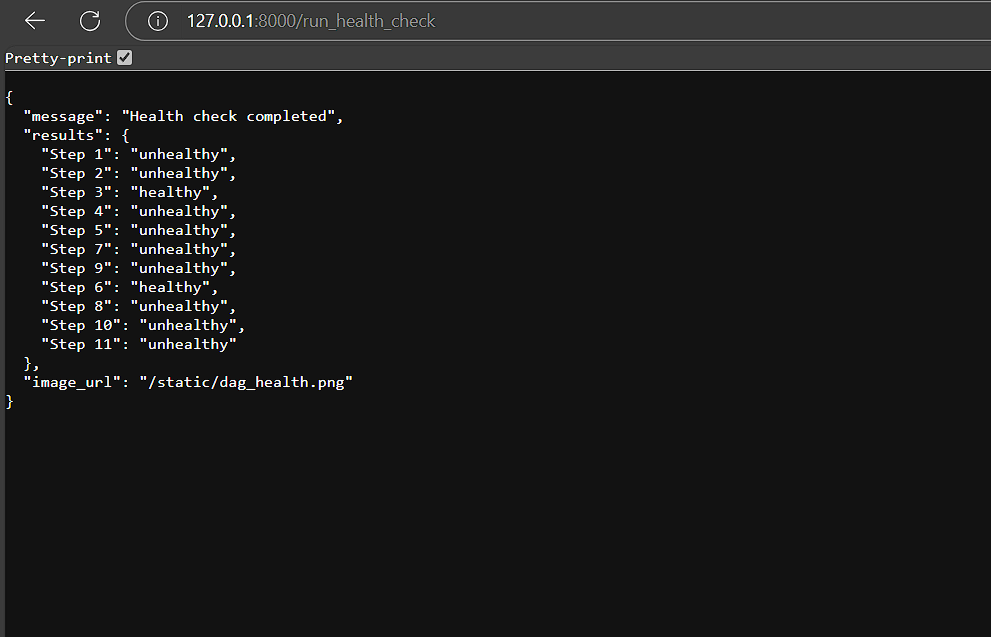 127.0.0.1:8000/run_health_check
Pretty-print
{
  "message": "Health check completed",
  "results": {
    "Step 1": "unhealthy",
    "Step 2": "unhealthy",
    "Step 3": "healthy",
    "Step 4": "unhealthy",
    "Step 5": "unhealthy",
    "Step 7": "unhealthy",
    "Step 9": "unhealthy",
    "Step 6": "healthy",
    "Step 8": "unhealthy",
    "Step 10": "unhealthy",
    "Step 11": "unhealthy"
  },
  "image_url": "/static/dag_health.png"
}